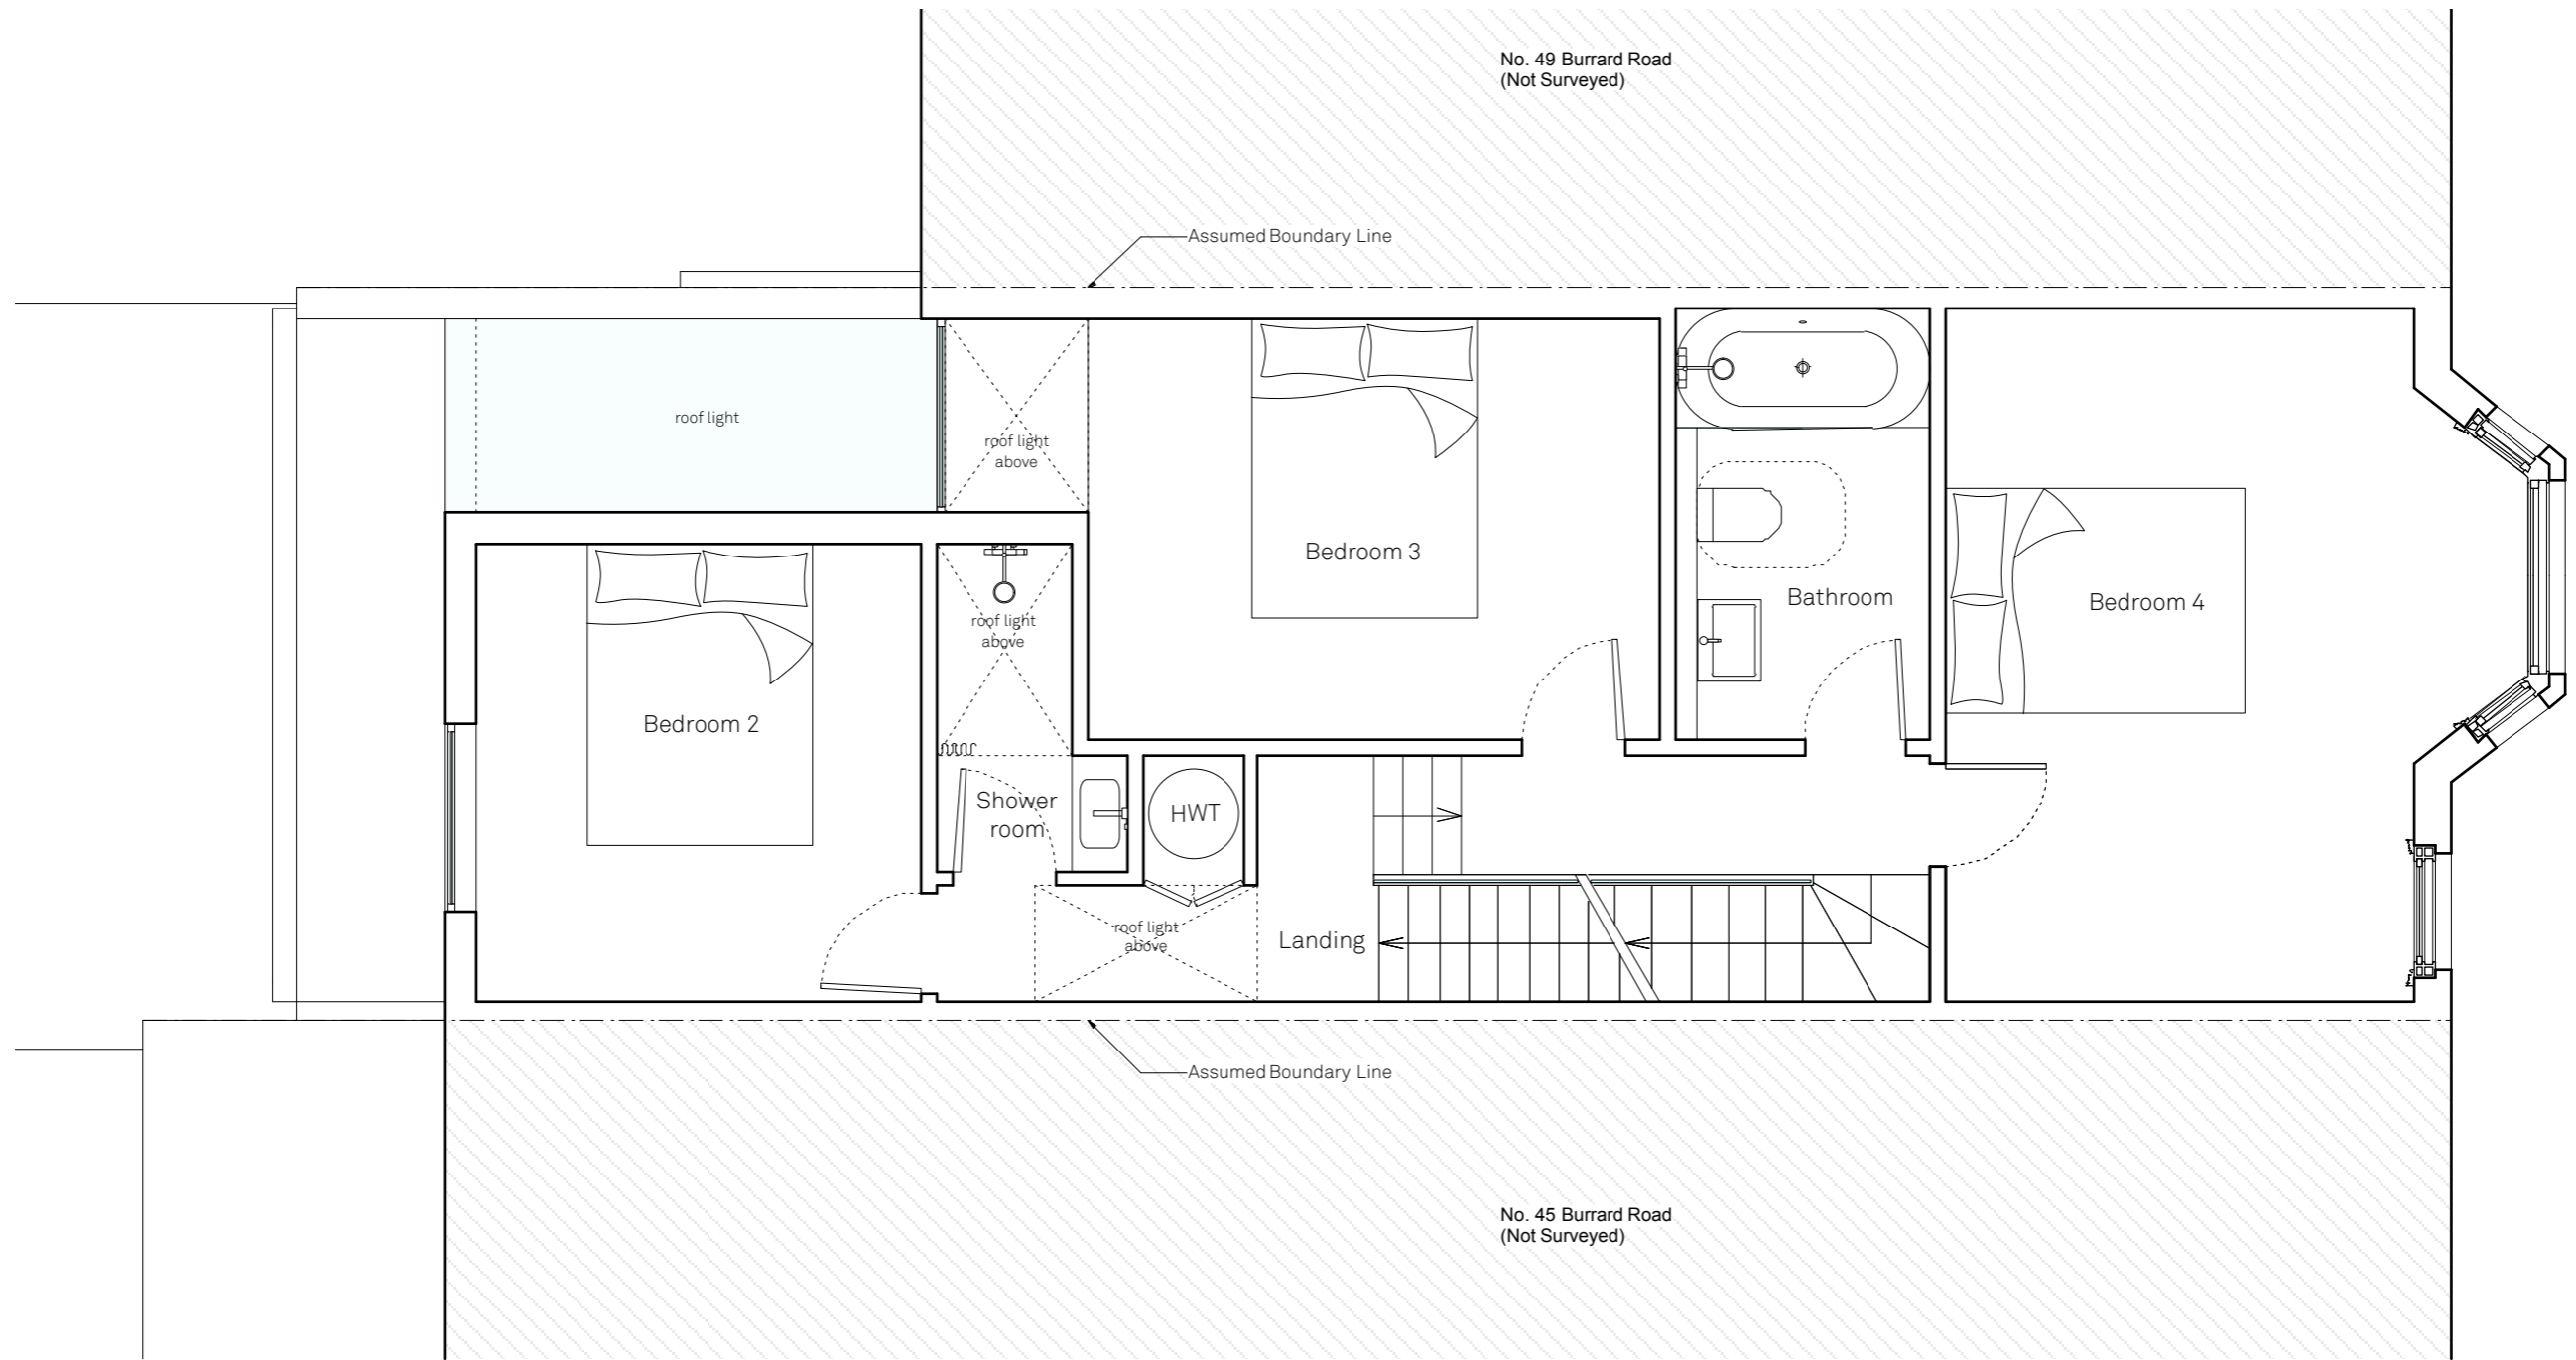 No. 49 Burrard Road
(Not Surveyed)
Assumed Boundary Line
roof light
roof light
above
Bedroom 3
Bathroom
Bedroom 4
roof light
above
Bedroom 2
Shower
room
HWT
roof light
above
Landing
Assumed Boundary Line
No. 45 Burrard Road
(Not Surveyed)